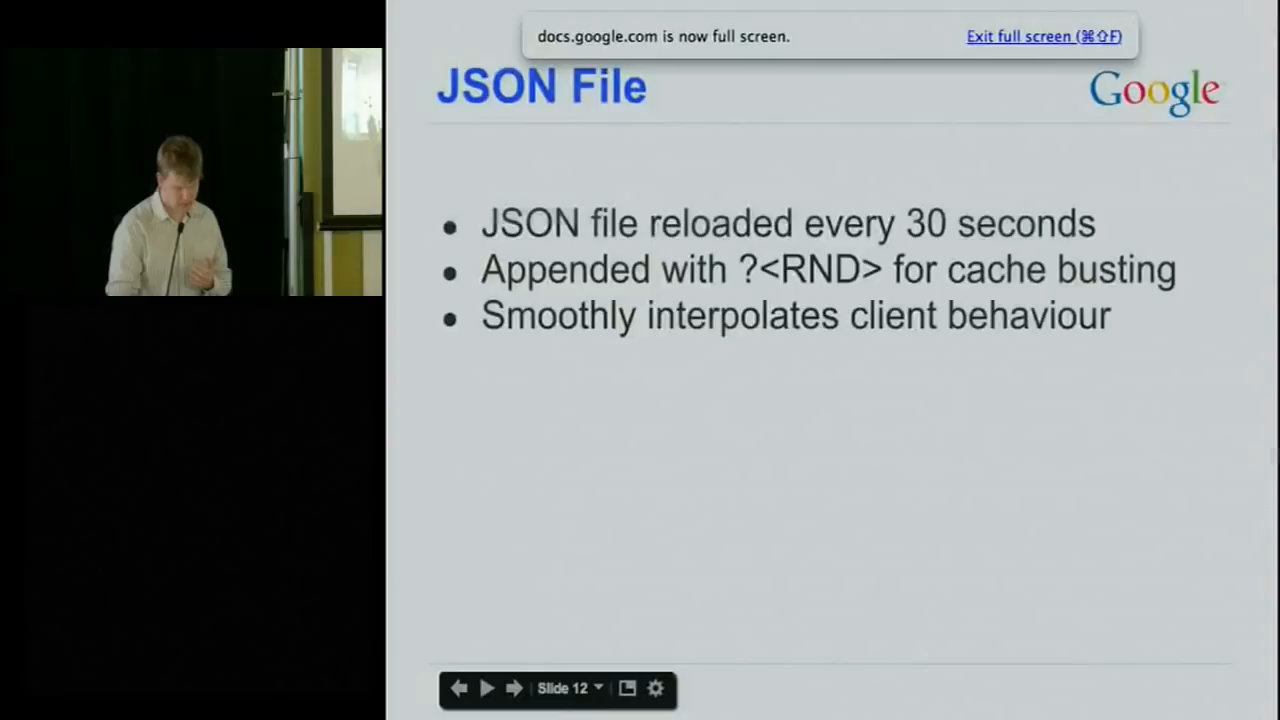 docs.google.com is now full screen. Exit full screen (⌘⇧F)
JSON File
Google
JSON file reloaded every 30 seconds
Appended with ?<RND> for cache busting
Smoothly interpolates client behaviour
Slide 12